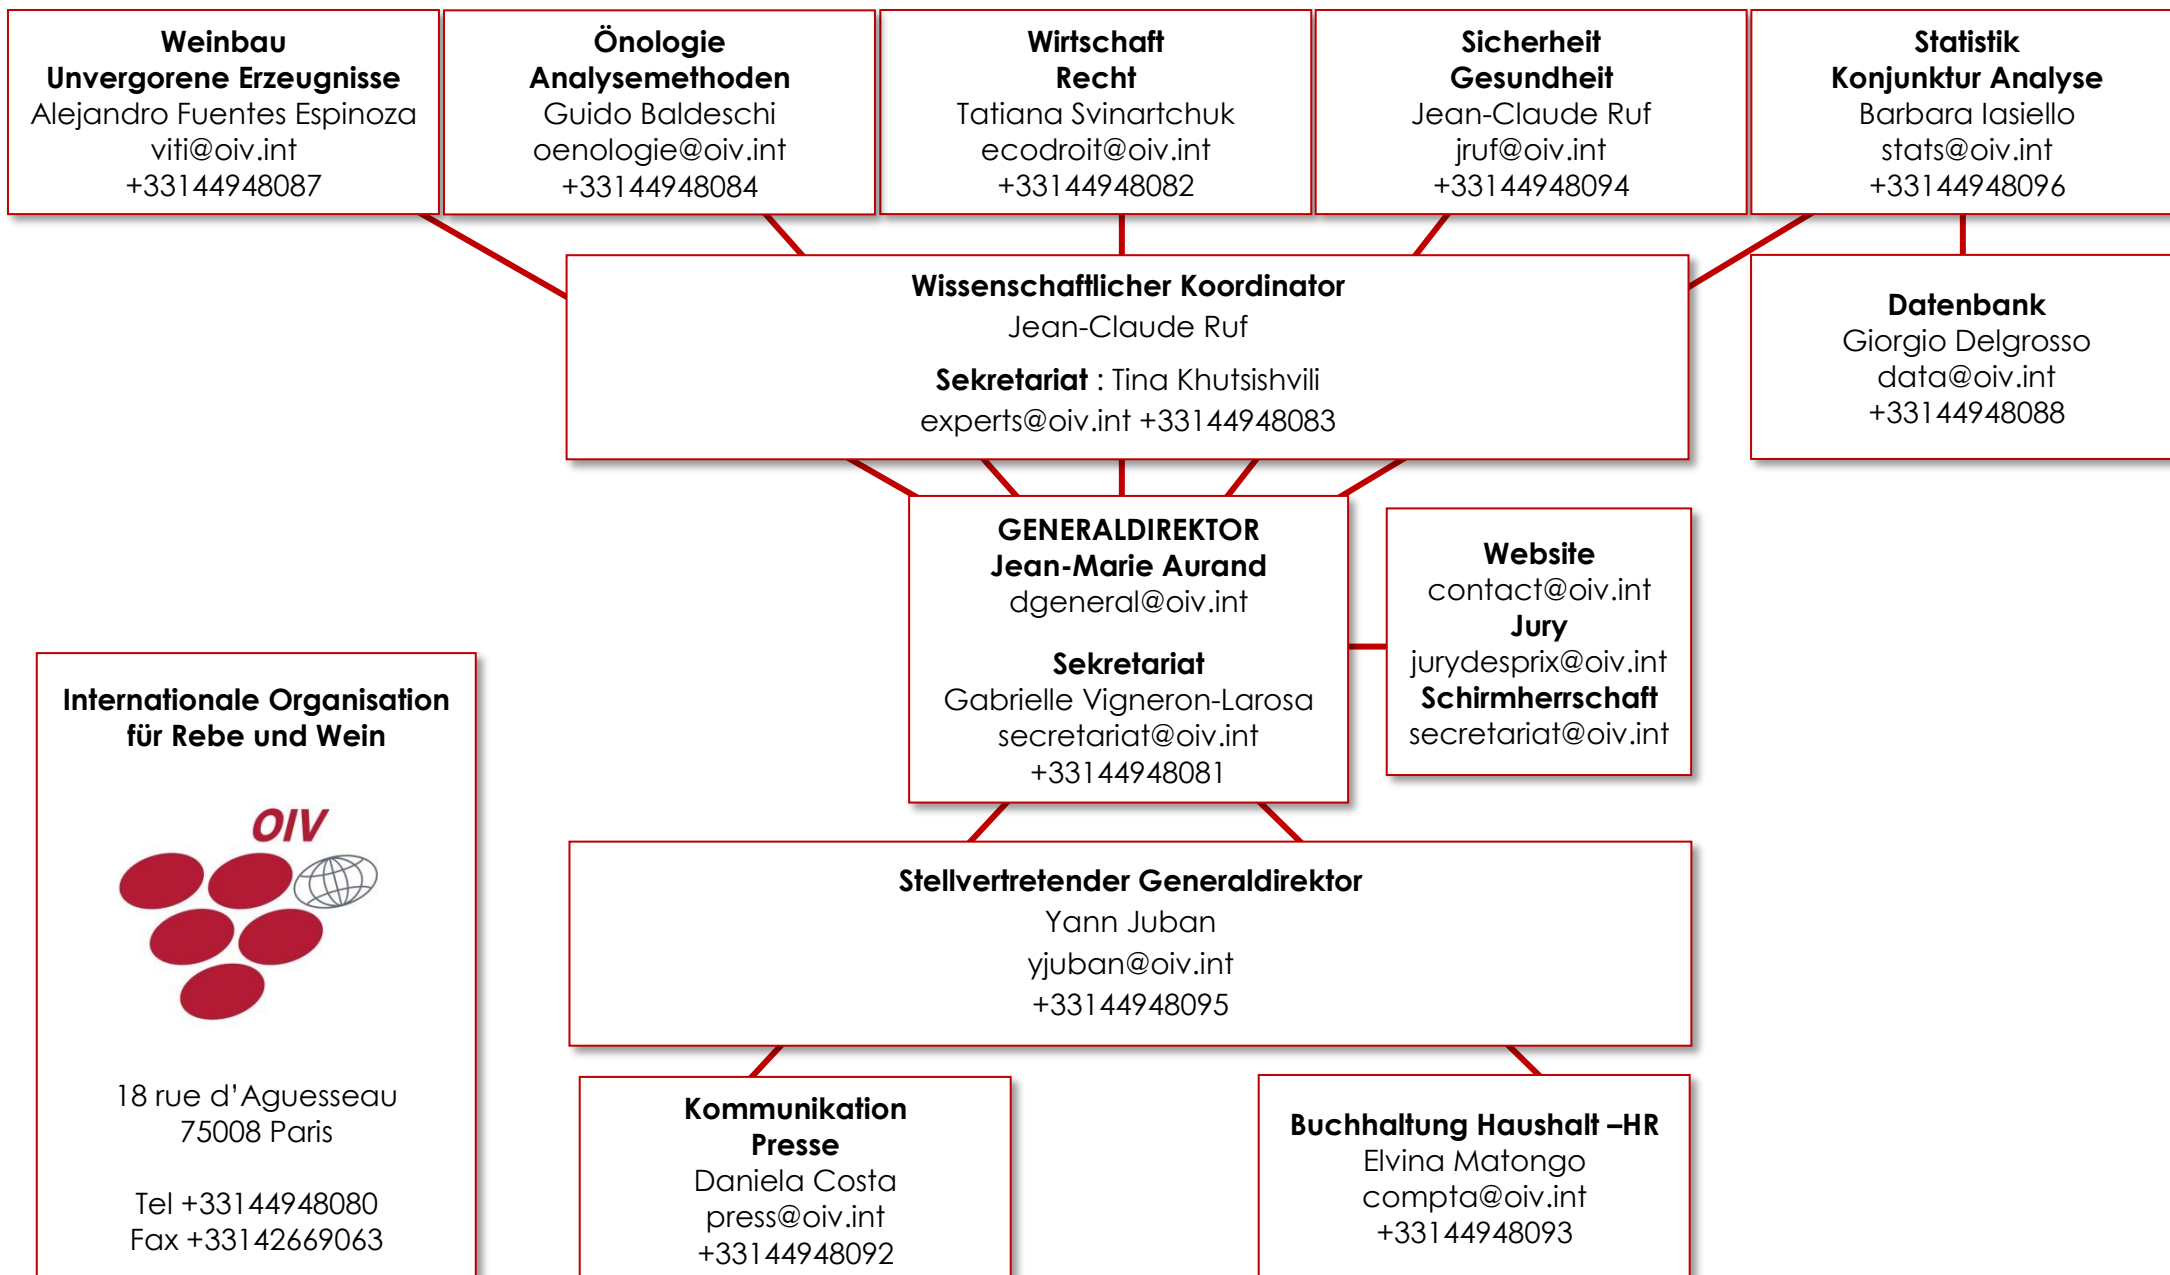 Weinbau
Unvergorene Erzeugnisse
Alejandro Fuentes Espinoza
viti@oiv.int
+33144948087
Önologie
Analysemethoden
Guido Baldeschi
oenologie@oiv.int
+33144948084
Wirtschaft
Recht
Tatiana Svinartchuk
ecodroit@oiv.int
+33144948082
Sicherheit
Gesundheit
Jean-Claude Ruf
jruf@oiv.int
+33144948094
Statistik
Konjunktur Analyse
Barbara Iasiello
stats@oiv.int
+33144948096
Wissenschaftlicher Koordinator
Jean-Claude Ruf
Sekretariat : Tina Khutsishvili
experts@oiv.int +33144948083
Datenbank
Giorgio Delgrosso
data@oiv.int
+33144948088
GENERALDIREKTOR
Jean-Marie Aurand
dgeneral@oiv.int
Sekretariat
Gabrielle Vigneron-Larosa
secretariat@oiv.int
+33144948081
Website
contact@oiv.int
Jury
jurydesprix@oiv.int
Schirmherrschaft
secretariat@oiv.int
Internationale Organisation
für Rebe und Wein
OIV
18 rue d’Aguesseau
75008 Paris
Tel +33144948080
Fax +33142669063
Stellvertretender Generaldirektor
Yann Juban
yjuban@oiv.int
+33144948095
Kommunikation
Presse
Daniela Costa
press@oiv.int
+33144948092
Buchhaltung Haushalt –HR
Elvina Matongo
compta@oiv.int
+33144948093